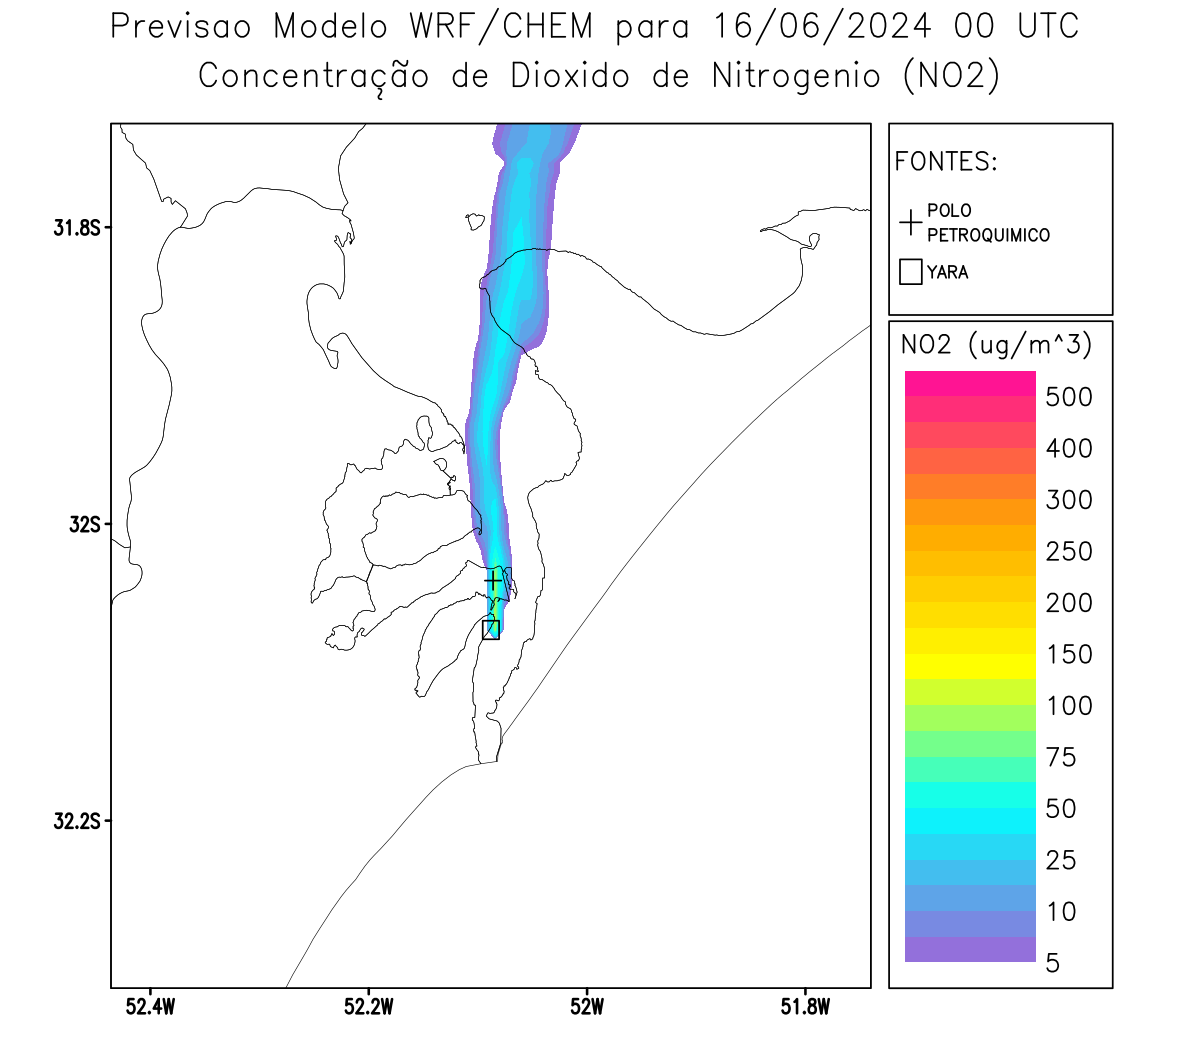 Previsao Modelo WRF/CHEM para 16/06/2024 00 UTC
Concentração de Dioxido de Nitrogenio (NO2)
FONTES:
POLO
PETROQUIMICO
YARA
31.8S
32S
32.2S
52.4W
52.2W
52W
51.8W
NO2 (ug/m^3)
500
400
300
250
200
150
100
75
50
25
10
5